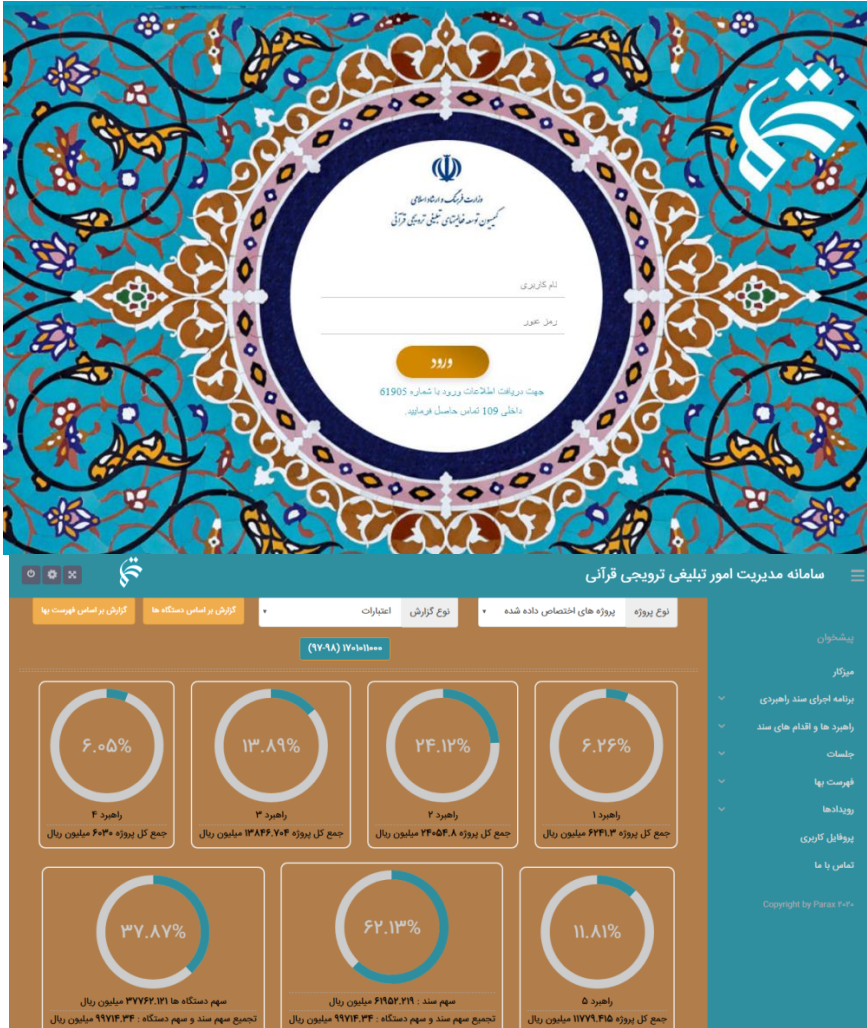 وزارت فرهنگ و ارشاد اسلامی
کمیسیون توسعه فعالیتهای تبلیغی ترویجی قرآنی
نام کاربری
رمز عبور
ورود
جهت دریافت اطلاعات ورود با شماره 61905
داخلی 109 تماس حاصل فرمایید.
سامانه مدیریت امور تبلیغی ترویجی قرآنی
نوع پروژه پروژه های اختصاص داده شده نوع گزارش اعتبارات گزارش بر اساس دستگاه ها گزارش بر اساس فهرست بها
۱۷۰۱۰۱۱۰۰۰ (۹۷-۹۸)
پیشخوان
میزکار
برنامه اجرای سند راهبردی
راهبرد ها و اقدام های سند
جلسات
فهرست بها
رویدادها
پروفایل کاربری
تماس با ما
Copyright by Parax ۲۰۲۰
۶.۲۶%
راهبرد ۱
جمع کل پروژه ۶۲۴۱.۳ میلیون ریال
۲۴.۱۲%
راهبرد ۲
جمع کل پروژه ۲۴۰۵۴.۸ میلیون ریال
۱۳.۸۹%
راهبرد ۳
جمع کل پروژه ۱۳۸۴۶.۷۰۴ میلیون ریال
۶.۰۵%
راهبرد ۴
جمع کل پروژه ۶۰۳۰ میلیون ریال
۱۱.۸۱%
راهبرد ۵
جمع کل پروژه ۱۱۷۷۹.۴۱۵ میلیون ریال
۶۲.۱۳%
سهم سند : ۶۱۹۵۲.۲۱۹ میلیون ریال
تجمیع سهم سند و سهم دستگاه : ۹۹۷۱۴.۳۴ میلیون ریال
۳۷.۸۷%
سهم دستگاه ها ۳۷۷۶۲.۱۲۱ میلیون ریال
تجمیع سهم سند و سهم دستگاه : ۹۹۷۱۴.۳۴ میلیون ریال